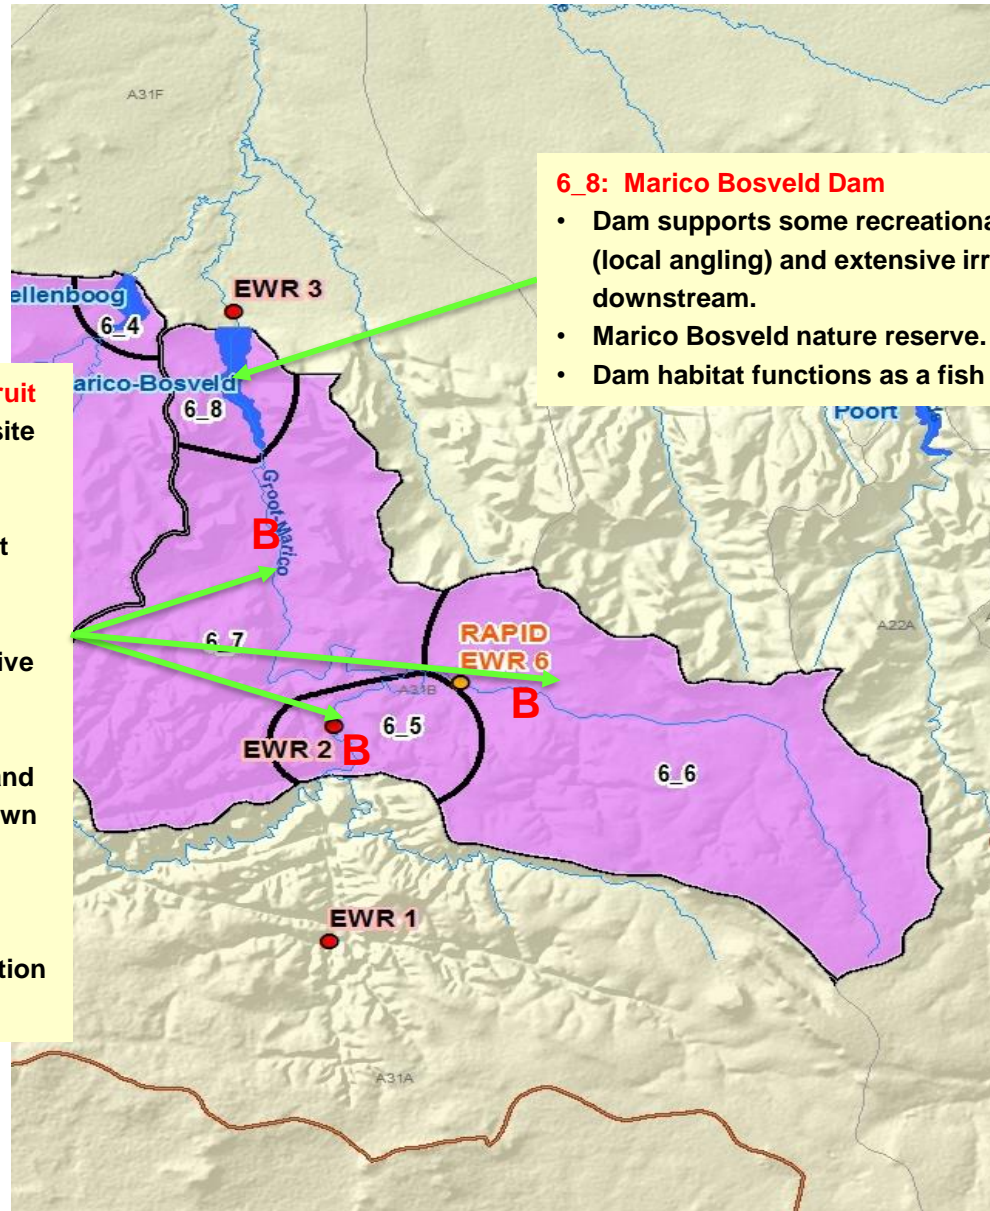 A31F
6_8: Marico Bosveld Dam
• Dam supports some recreationa
(local angling) and extensive irr
downstream.
• Marico Bosveld nature reserve.
• Dam habitat functions as a fish
ellenboog
6_4
EWR 3
arico-Bosveld
6_8
Poort
ruit
site
t
ive
and
wn
tion
Groot-Marico
B
6_7
RAPID
EWR 6
A31B
B
6_5
EWR 2
B
6_6
A22A
EWR 1
A31A